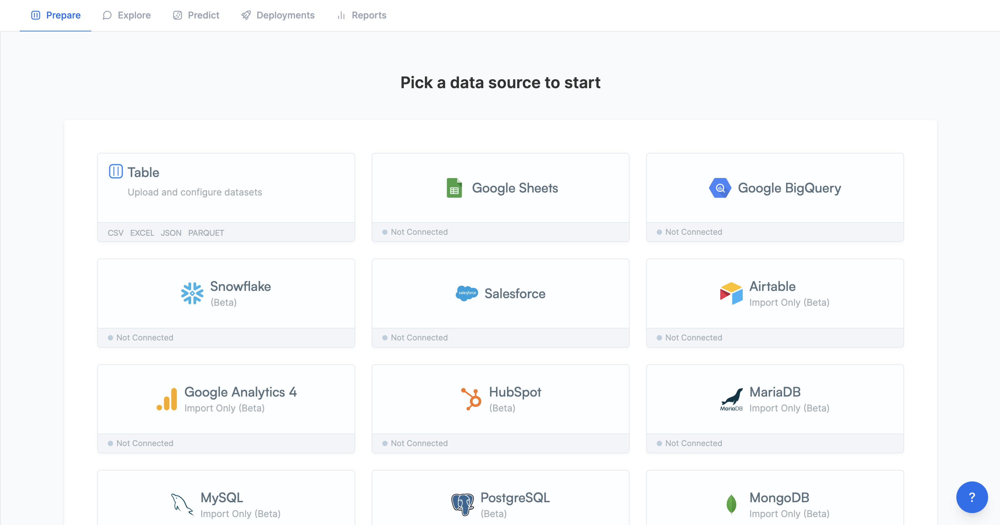 Prepare Explore Predict Deployments Reports
Pick a data source to start
Table
Upload and configure datasets
CSV EXCEL JSON PARQUET
Google Sheets
Not Connected
Google BigQuery
Not Connected
Snowflake
(Beta)
Not Connected
salesforce
Salesforce
Not Connected
Airtable
Import Only (Beta)
Not Connected
Google Analytics 4
Import Only (Beta)
Not Connected
HubSpot
(Beta)
Not Connected
MariaDB
MariaDB
Import Only (Beta)
Not Connected
MySQL
Import Only (Beta)
PostgreSQL
(Beta)
MongoDB
Import Only (Beta)
?